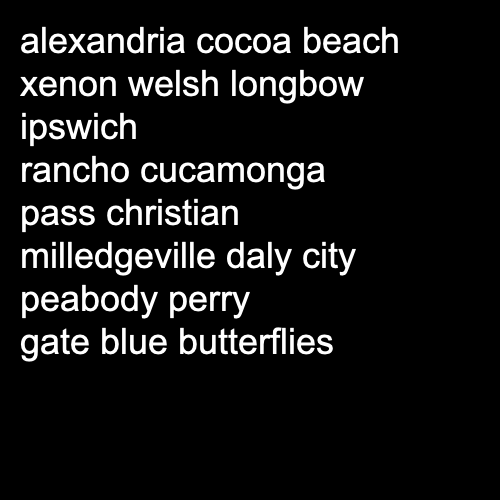 alexandria cocoa beach
xenon welsh longbow
ipswich
rancho cucamonga
pass christian
milledgeville daly city
peabody perry
gate blue butterflies